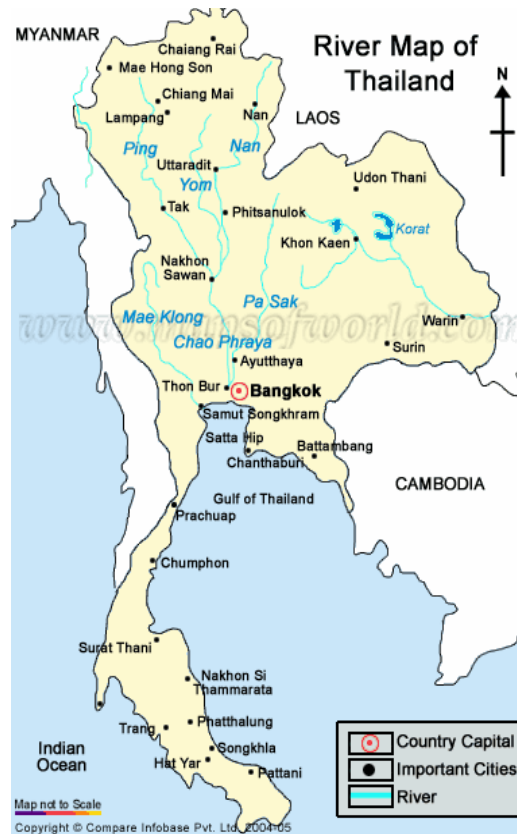 River Map of
Thailand
MYANMAR
N
Chaiang Rai
Mae Hong Son
Chiang Mai
Lampang
Nan
LAOS
Ping
Nan
Uttaradit
Yom
Udon Thani
Tak
Phitsanulok
Korat
Khon Kaen
Nakhon
Sawan
Pa Sak
Mae Klong
www.mapsofworld.com
Warin
Chao Phraya
Surin
Ayutthaya
Thon Bur
Bangkok
Samut Songkhram
Satta Hip
Battambang
Chanthaburi
CAMBODIA
Gulf of Thailand
Prachuap
Chumphon
Surat Thani
Nakhon Si
Thammarata
Trang
Phatthalung
Indian
Ocean
Songkhla
Hat Yar
Pattani
Country Capital
Important Cities
River
Map not to Scale
Copyright © Compare Infobase Pvt. Ltd. 2004-05